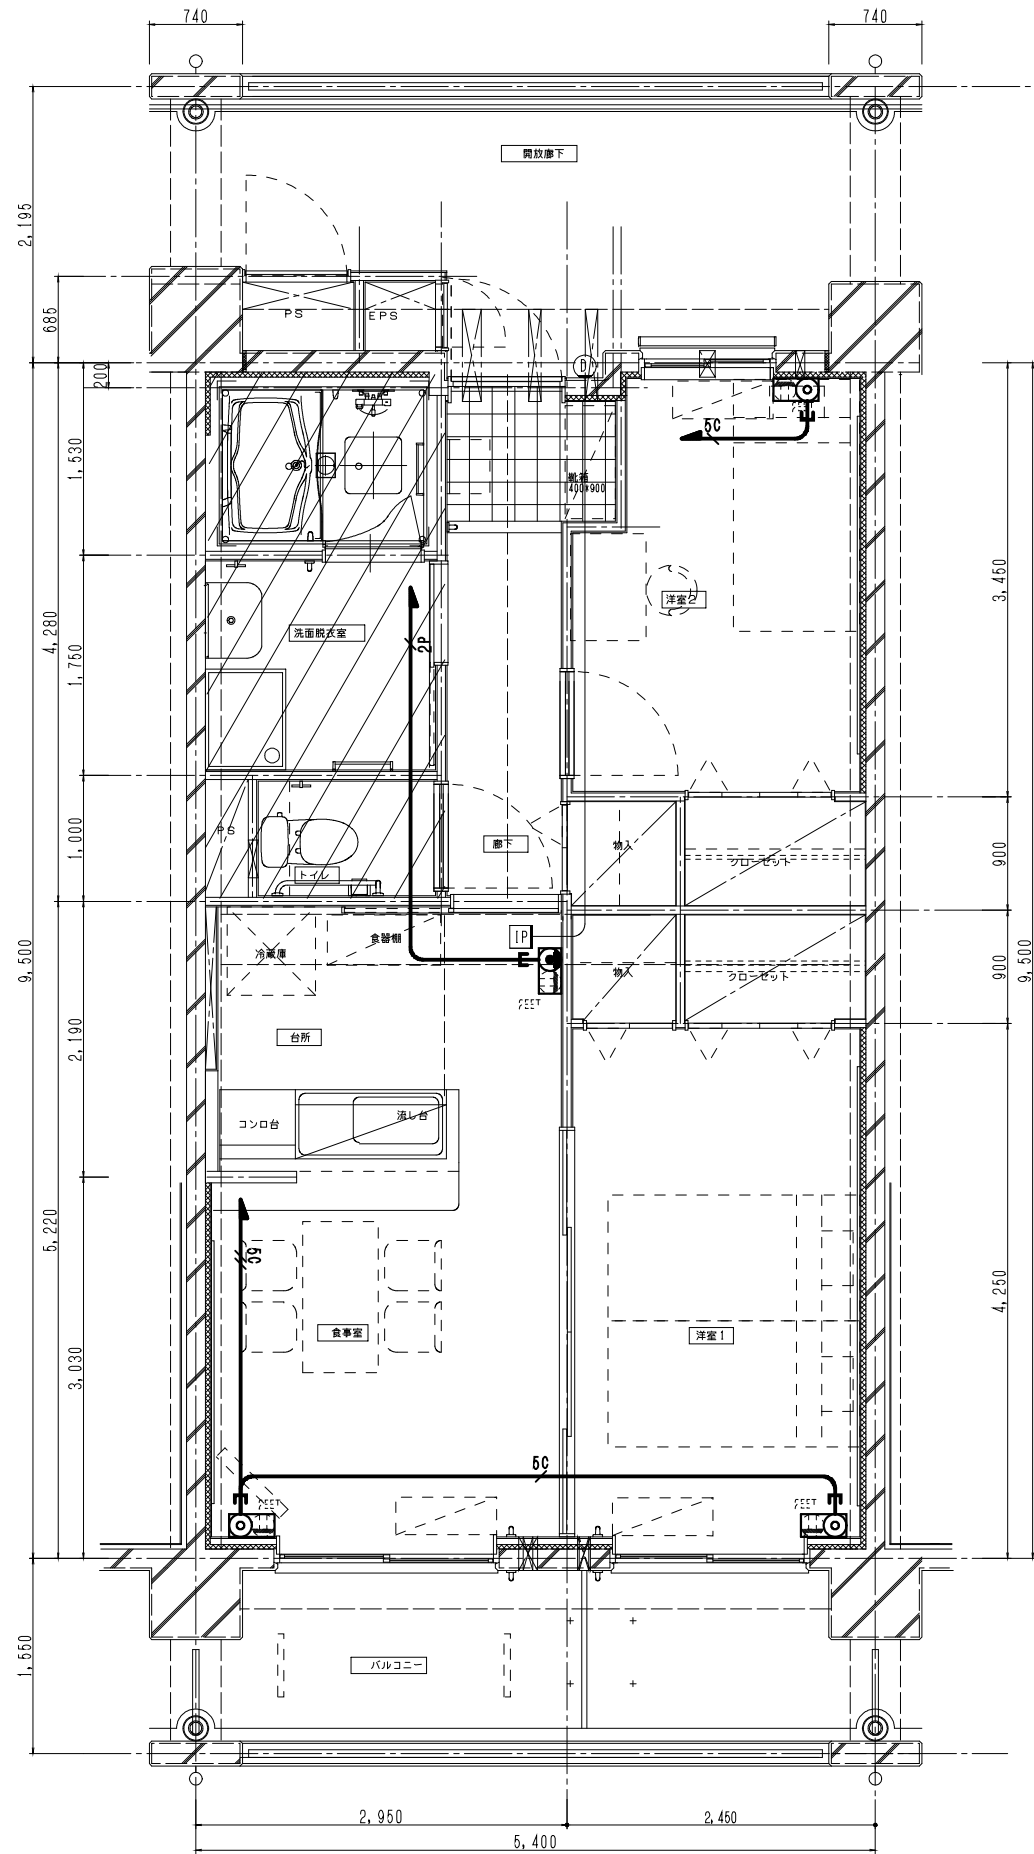 740
740
2,195
開放廊下
685
PS
EPS
200
D
5C
1,530
靴箱
400*900
3,450
洋室2
4,280
洗面脱衣室
2P
1,750
1,000
PS
トイレ
廊下
物入
クローゼット
900
9,500
食器棚
冷蔵庫
1P
物入
クローゼット
900
9,500
2,190
台所
コンロ台
流し台
5,220
5C
4,250
食事室
洋室1
3,030
5C
1,550
バルコニー
2,950
2,450
5,400